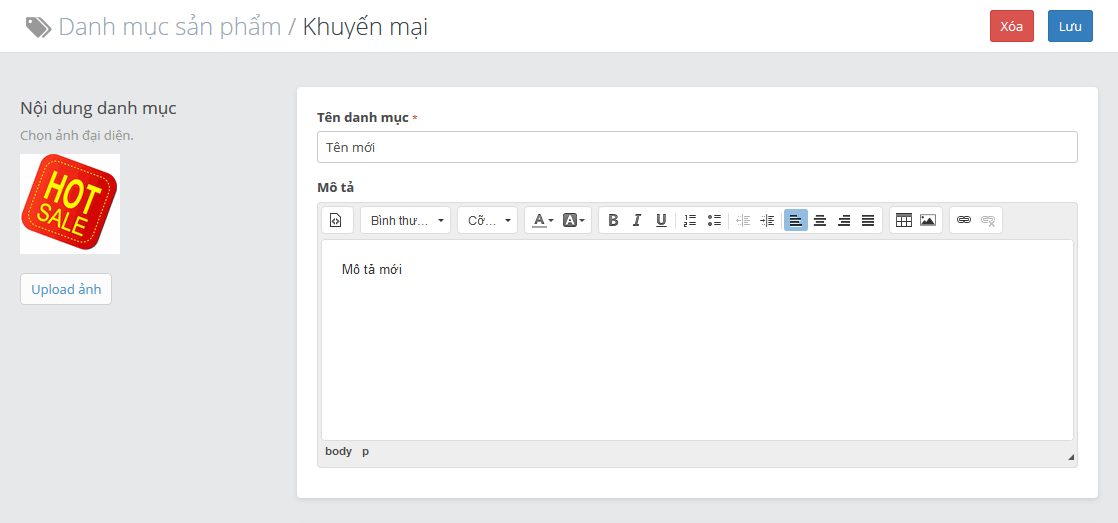 Danh mục sản phẩm / Khuyến mại
Xóa
Lưu
Nội dung danh mục
Chọn ảnh đại diện.
HOT
SALE
Upload ảnh
Tên danh mục *
Tên mới
Mô tả
Bình thư... Cỡ... A A B I U
Mô tả mới
body p